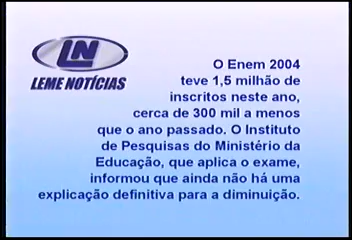 LN
LEME NOTÍCIAS
O Enem 2004
teve 1,5 milhão de
inscritos neste ano,
cerca de 300 mil a menos
que o ano passado. O Instituto
de Pesquisas do Ministério da
Educação, que aplica o exame,
informou que ainda não há uma
explicação definitiva para a diminuição.